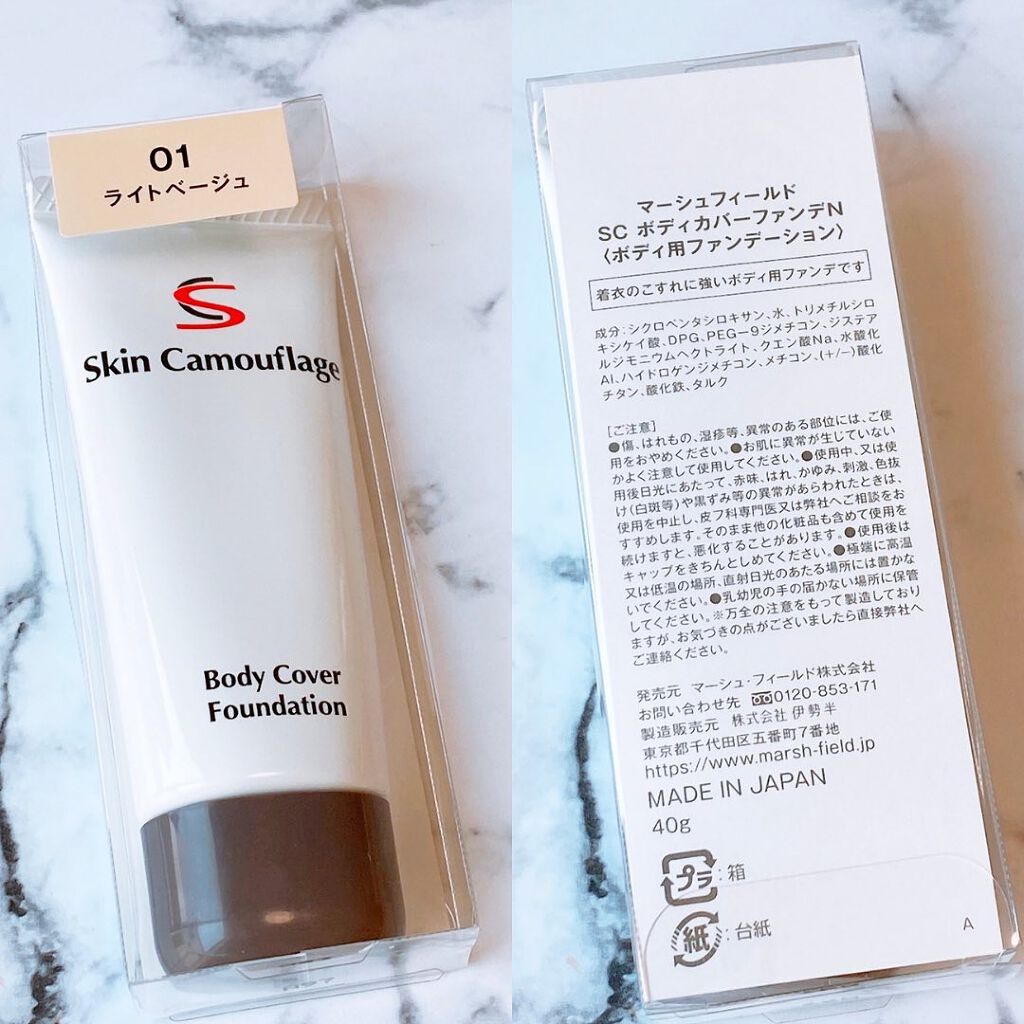 01
ライトベージュ
Skin Camouflage
Body Cover
Foundation
マーシュフィールド
SC ボディカバーファンデN
〈ボディ用ファンデーション〉
着衣のこすれに強いボディ用ファンデです
成分:シクロペンタシロキサン、水、トリメチルシロ
キシケイ酸、DPG、PEG-9ジメチコン、ジステア
ルジモニウムヘクトライト、クエン酸Na、水酸化
Al、ハイドロゲンジメチコン、メチコン、(+/-)酸化
チタン、酸化鉄、タルク
[ご注意]
●傷、はれもの、湿疹等、異常のある部位には、ご使
用をおやめください。●お肌に異常が生じていない
かよく注意して使用してください。●使用中、又は使
用後日光にあたって、赤味、はれ、かゆみ、刺激、色抜
け(白斑等)や黒ずみ等の異常があらわれたときは、
使用を中止し、皮フ科専門医又は弊社へご相談をお
すすめします。そのまま他の化粧品も含めて使用を
続けますと、悪化することがあります。●使用後は
キャップをきちんとしめてください。●極端に高温
又は低温の場所、直射日光のあたる場所には置かな
いでください。●乳幼児の手の届かない場所に保管
してください。※万全の注意をもって製造しており
ますが、お気づきの点がございましたら直接弊社へ
ご連絡ください。
発売元 マーシュ・フィールド株式会社
お問い合わせ先 0120-853-171
製造販売元 株式会社 伊勢半
東京都千代田区五番町7番地
https://www.marsh-field.jp
MADE IN JAPAN
40g
プラ:箱
紙:台紙
A